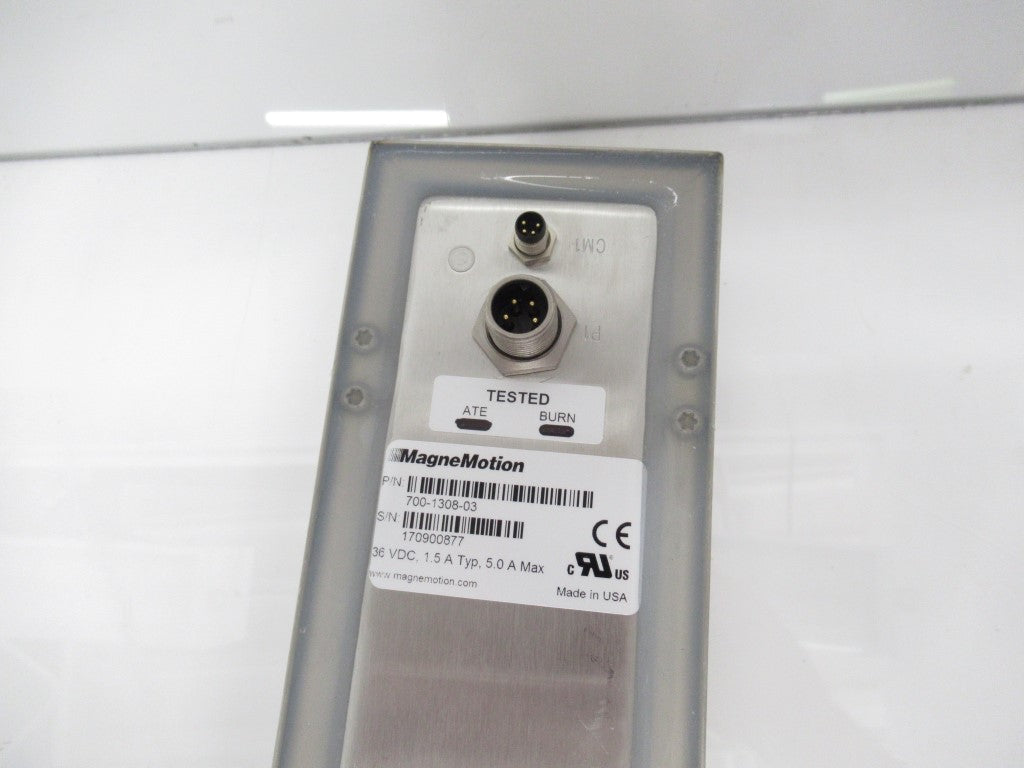 CM1
P1
TESTED
ATE BURN
MagneMotion
P/N:
700-1308-03
S/N:
170900877
CE
36 VDC, 1.5 A Typ, 5.0 A Max
c RU US
www.magnemotion.com
Made in USA